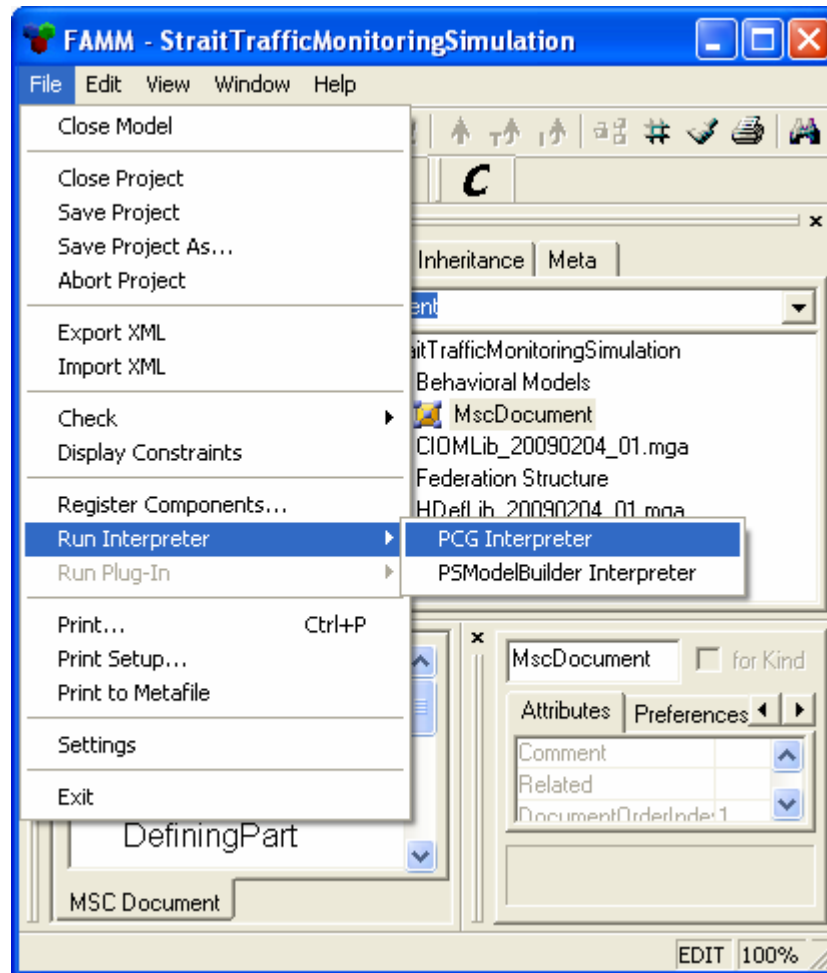 FAMM - StraitTrafficMonitoringSimulation
File Edit View Window Help
Close Model
Close Project
Save Project
Save Project As...
Abort Project
Export XML
Import XML
Check
Display Constraints
Register Components...
Run Interpreter
Run Plug-In
Print... Ctrl+P
Print Setup...
Print to Metafile
Settings
Exit
PCG Interpreter
PSModelBuilder Interpreter
C
Inheritance Meta
ent
aitTrafficMonitoringSimulation
Behavioral Models
MscDocument
CIOMLib_20090204_01.mga
Federation Structure
HDefLib_20090204_01.mga
DefiningPart
MSC Document
MscDocument for Kind
Attributes Preferences
Comment
Related
DocumentOrderInde 1
EDIT 100%